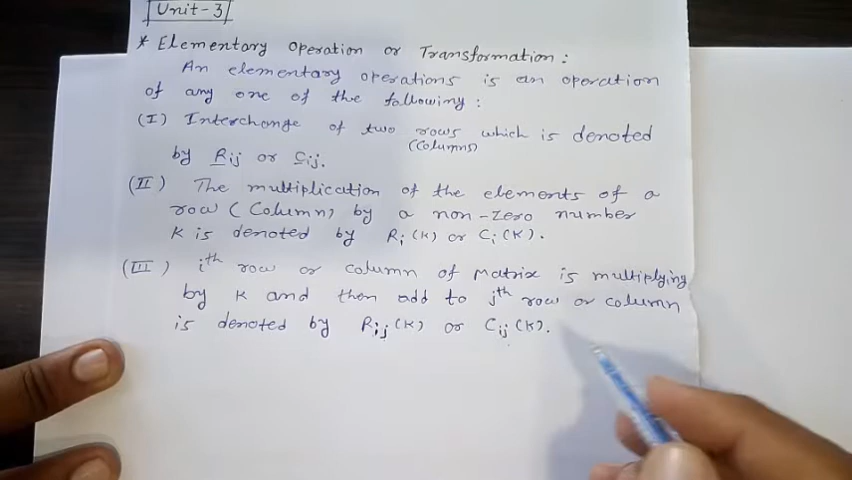 Unit-3
* Elementary Operation or Transformation:
An elementary operations is an operation
of any one of the following:
(I) Interchange of two rows which is denoted
(Columns)
by Rij or Cij.
(II) The multiplication of the elements of a
row (Column) by a non-zero number
K is denoted by Ri(K) or Ci(K).
(III) ith row or column of matrix is multiplying
by K and then add to jth row or column
is denoted by Rij(K) or Cij(K).